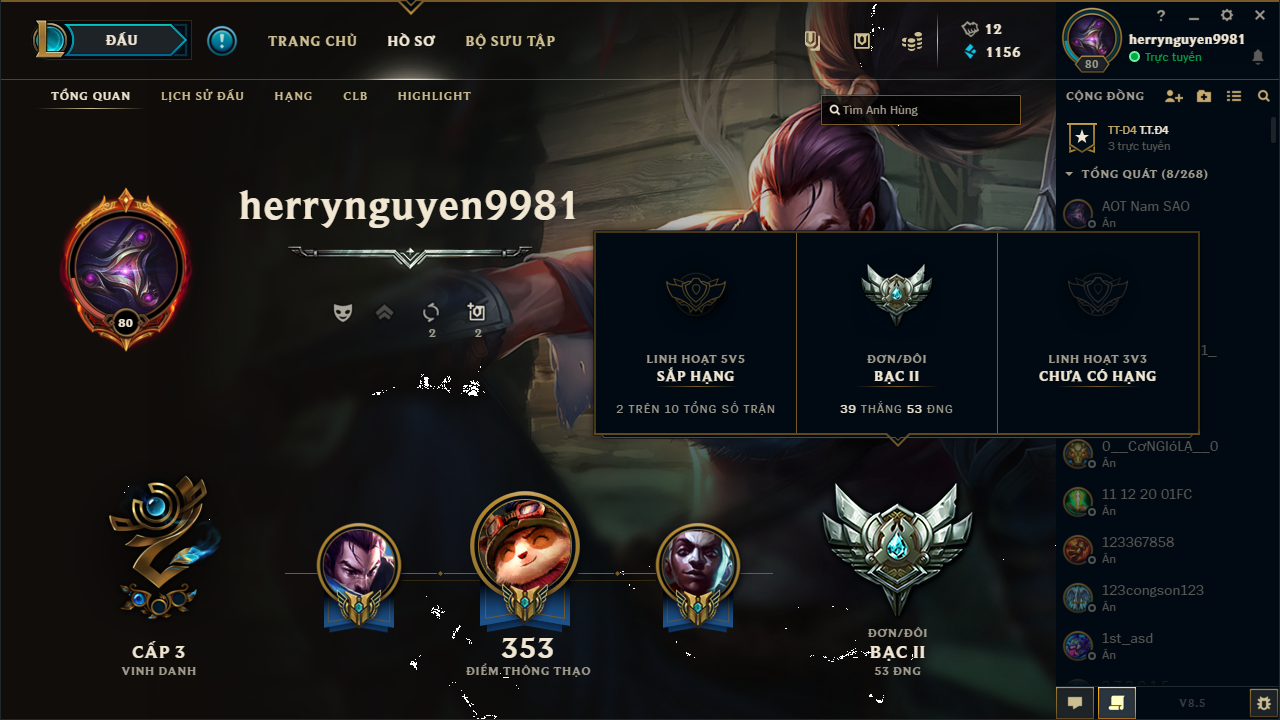 ĐẤU
TRANG CHỦ
HỒ SƠ
BỘ SƯU TẬP
12
1156
80
herrynguyen9981
Trực tuyến
TỔNG QUAN
LỊCH SỬ ĐẤU
HẠNG
CLB
HIGHLIGHT
Tìm Anh Hùng
CỘNG ĐỒNG
TT-D4 T.T.Đ4
3 trực tuyến
TỔNG QUÁT (8/268)
AOT Nam SAO
Ẩn
herrynguyen9981
80
2
2
LINH HOẠT 5V5
SẮP HẠNG
2 TRÊN 10 TỔNG SỐ TRẬN
ĐƠN/ĐÔI
BẠC II
39 THẮNG 53 ĐNG
LINH HOẠT 3V3
CHƯA CÓ HẠNG
1_
O__CơNGIóLA__O
Ẩn
11 12 20 01FC
Ẩn
123367858
Ẩn
123congson123
Ẩn
1st_asd
Ẩn
CẤP 3
VINH DANH
353
ĐIỂM THÔNG THẠO
ĐƠN/ĐÔI
BẠC II
53 ĐNG
V8.5